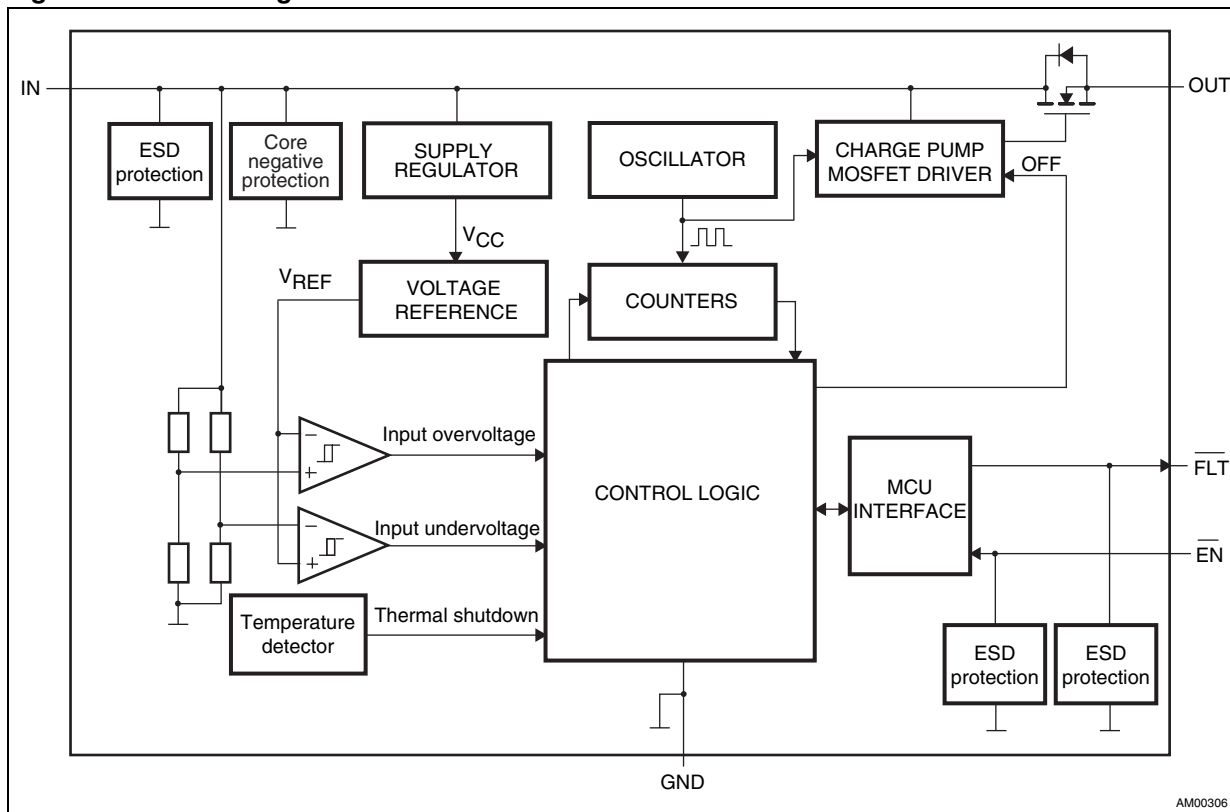 IN
OUT
ESD
protection
Core
negative
protection
SUPPLY
REGULATOR
OSCILLATOR
CHARGE PUMP
MOSFET DRIVER
OFF
VCC
VREF
VOLTAGE
REFERENCE
COUNTERS
−
+
Input overvoltage
−
+
Input undervoltage
CONTROL LOGIC
MCU
INTERFACE
FLT
EN
Temperature
detector
Thermal shutdown
ESD
protection
ESD
protection
GND
AM00306